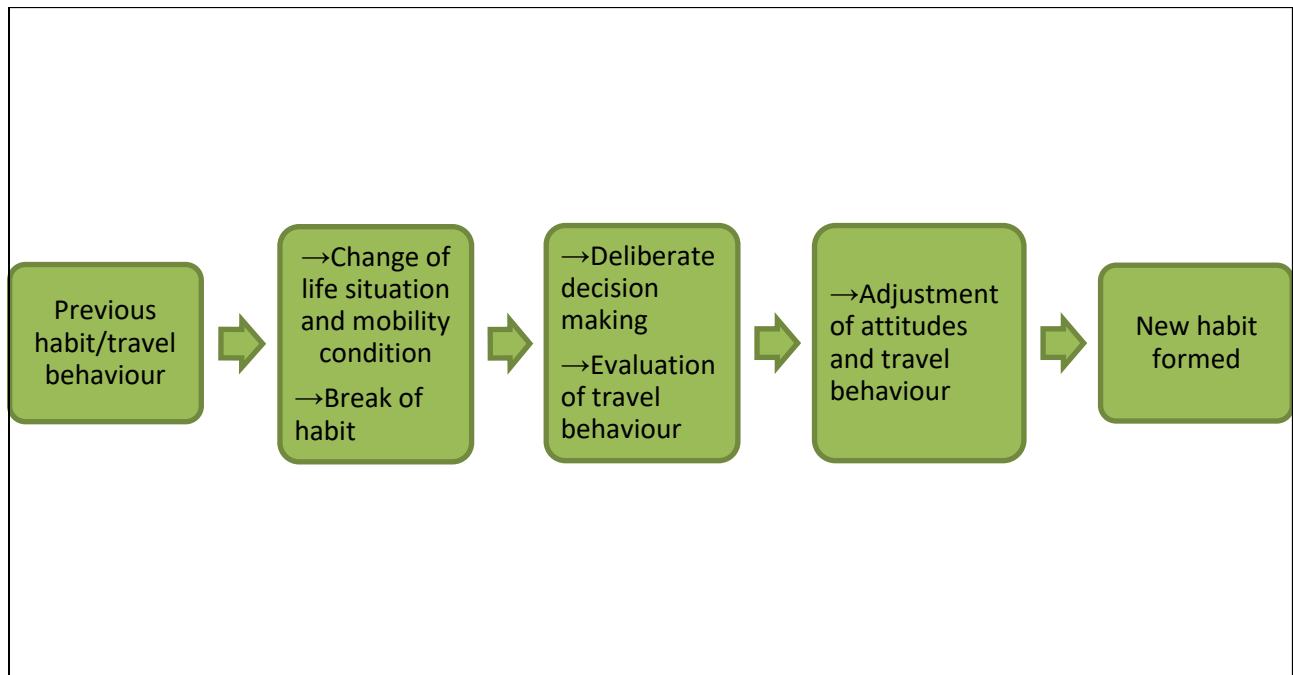 Previous
habit/travel
behaviour
→Change of
life situation
and mobility
condition
→Break of
habit
→Deliberate
decision
making
→Evaluation
of travel
behaviour
→Adjustment
of attitudes
and travel
behaviour
New habit
formed